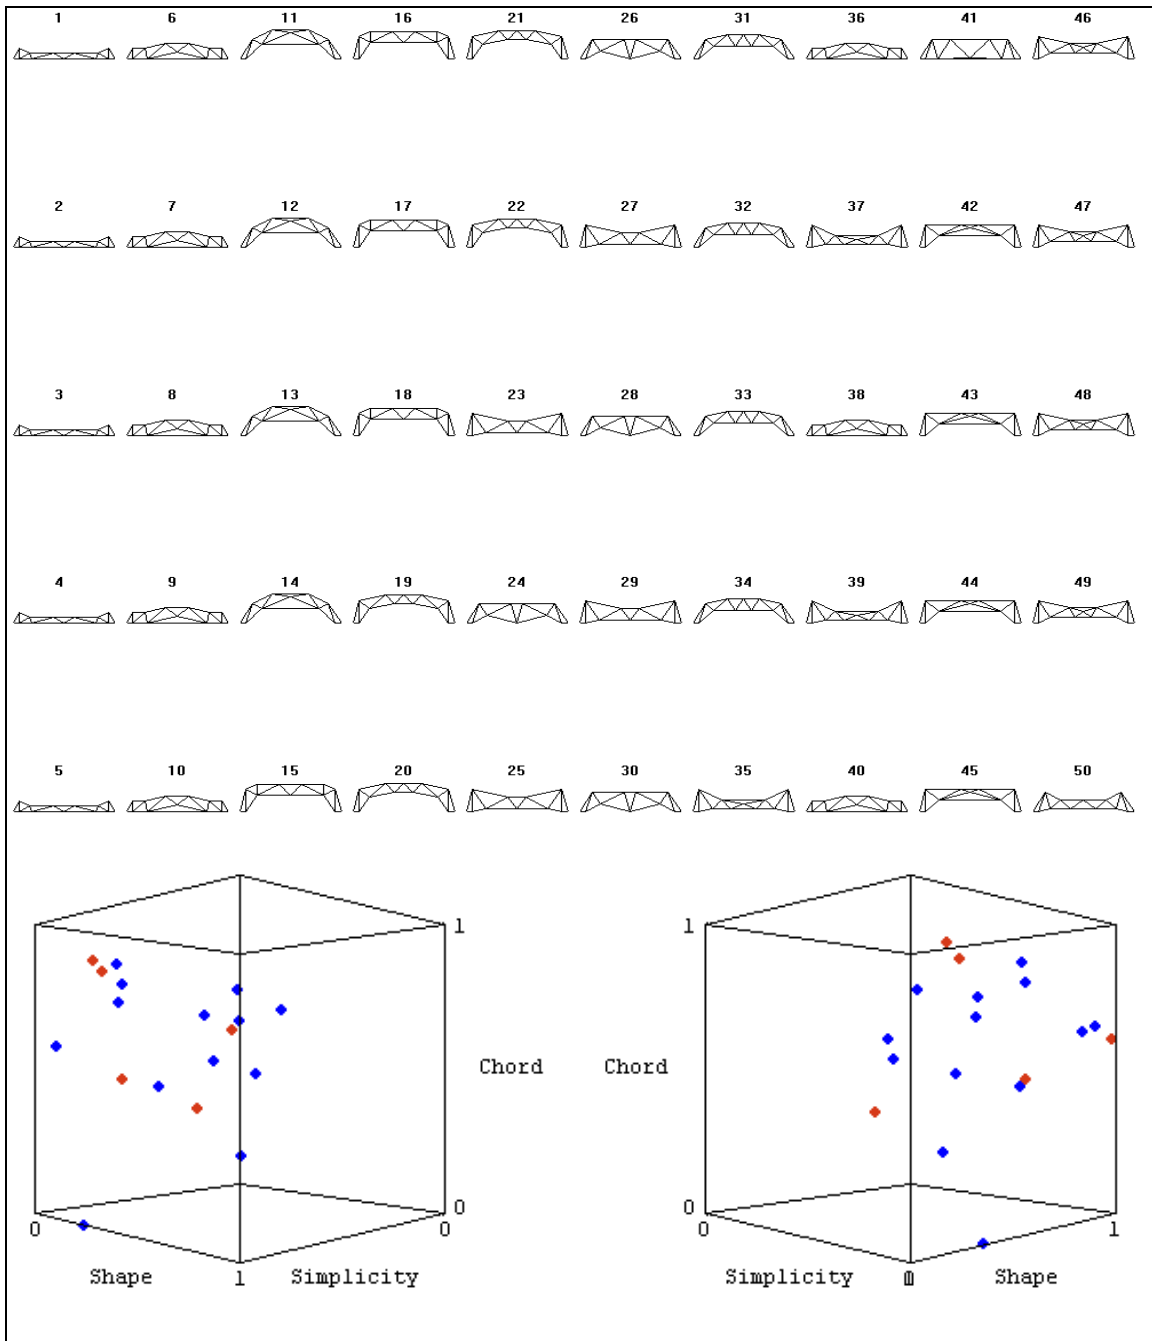 1 6 11 16 21 26 31 36 41 46
2 7 12 17 22 27 32 37 42 47
3 8 13 18 23 28 33 38 43 48
4 9 14 19 24 29 34 39 44 49
5 10 15 20 25 30 35 40 45 50
1 1
Chord Chord
0 0
0 0 0 1
Shape 1 Simplicity Simplicity Shape